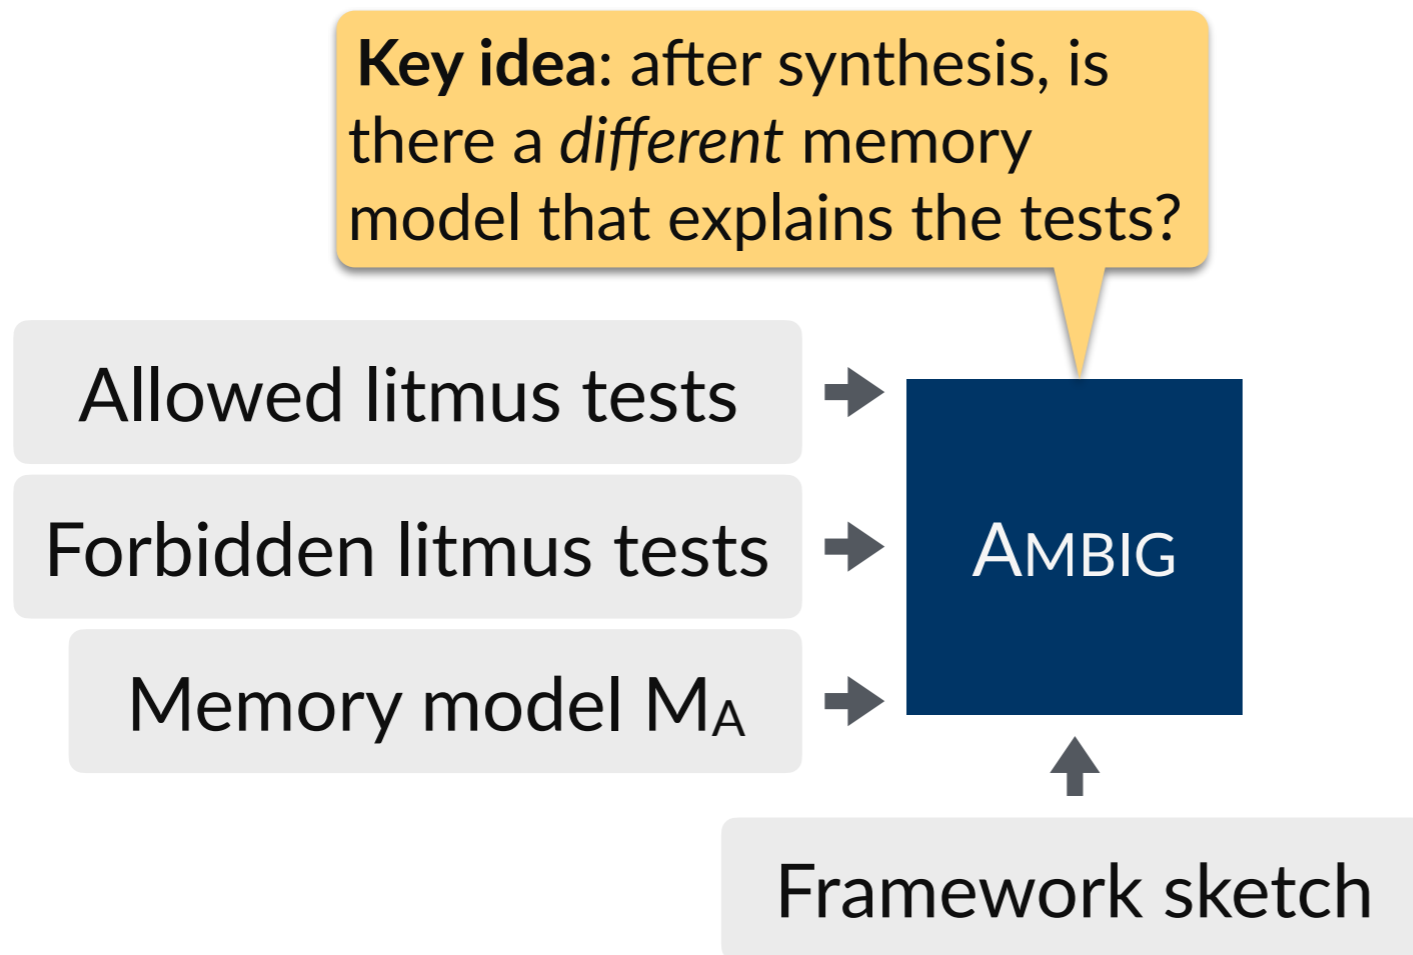 Key idea: after synthesis, is
there a different memory
model that explains the tests?
Allowed litmus tests
Forbidden litmus tests
AMBIG
Memory model MA
Framework sketch